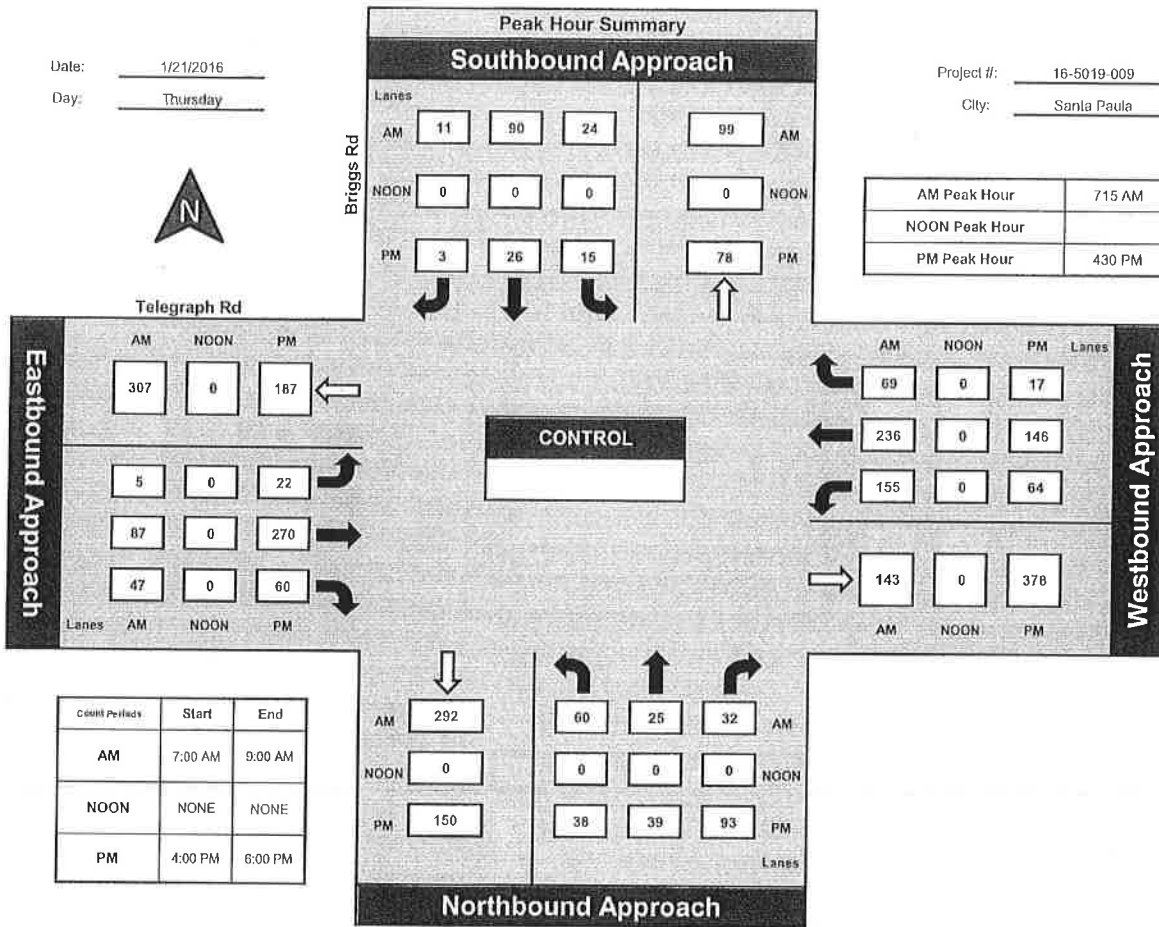 Peak Hour Summary
Southbound Approach
Date: 1/21/2016
Day: Thursday
Project #: 16-5019-009
City: Santa Paula
Lanes
AM 11 90 24 99 AM
NOON 0 0 0 0 NOON
PM 3 26 15 78 PM
Briggs Rd
N
AM Peak Hour 715 AM
NOON Peak Hour
PM Peak Hour 430 PM
Telegraph Rd
Eastbound Approach
AM NOON PM
307 0 187
5 0 22
87 0 270
47 0 60
Lanes AM NOON PM
CONTROL
AM NOON PM Lanes
69 0 17
236 0 146
155 0 64
143 0 378
AM NOON PM
Westbound Approach
Count Periods Start End
AM 7:00 AM 9:00 AM
NOON NONE NONE
PM 4:00 PM 6:00 PM
AM 292 60 25 32 AM
NOON 0 0 0 0 NOON
PM 150 38 39 93 PM
Lanes
Northbound Approach